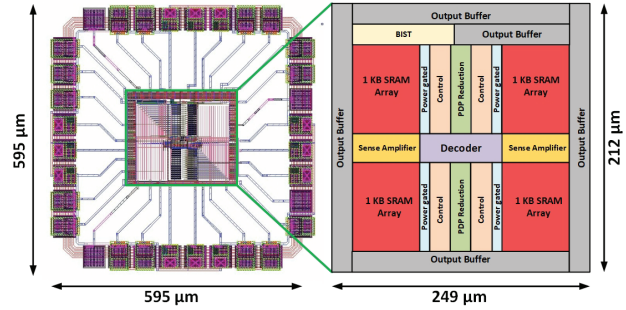 Output Buffer
BIST
Output Buffer
1 KB SRAM
Array
Power gated
Control
PDP Reduction
Control
Power gated
1 KB SRAM
Array
Output Buffer
Output Buffer
Sense Amplifier
Decoder
Sense Amplifier
1 KB SRAM
Array
Power gated
Control
PDP Reduction
Control
Power gated
1 KB SRAM
Array
Output Buffer
595 μm
212 μm
595 μm
249 μm